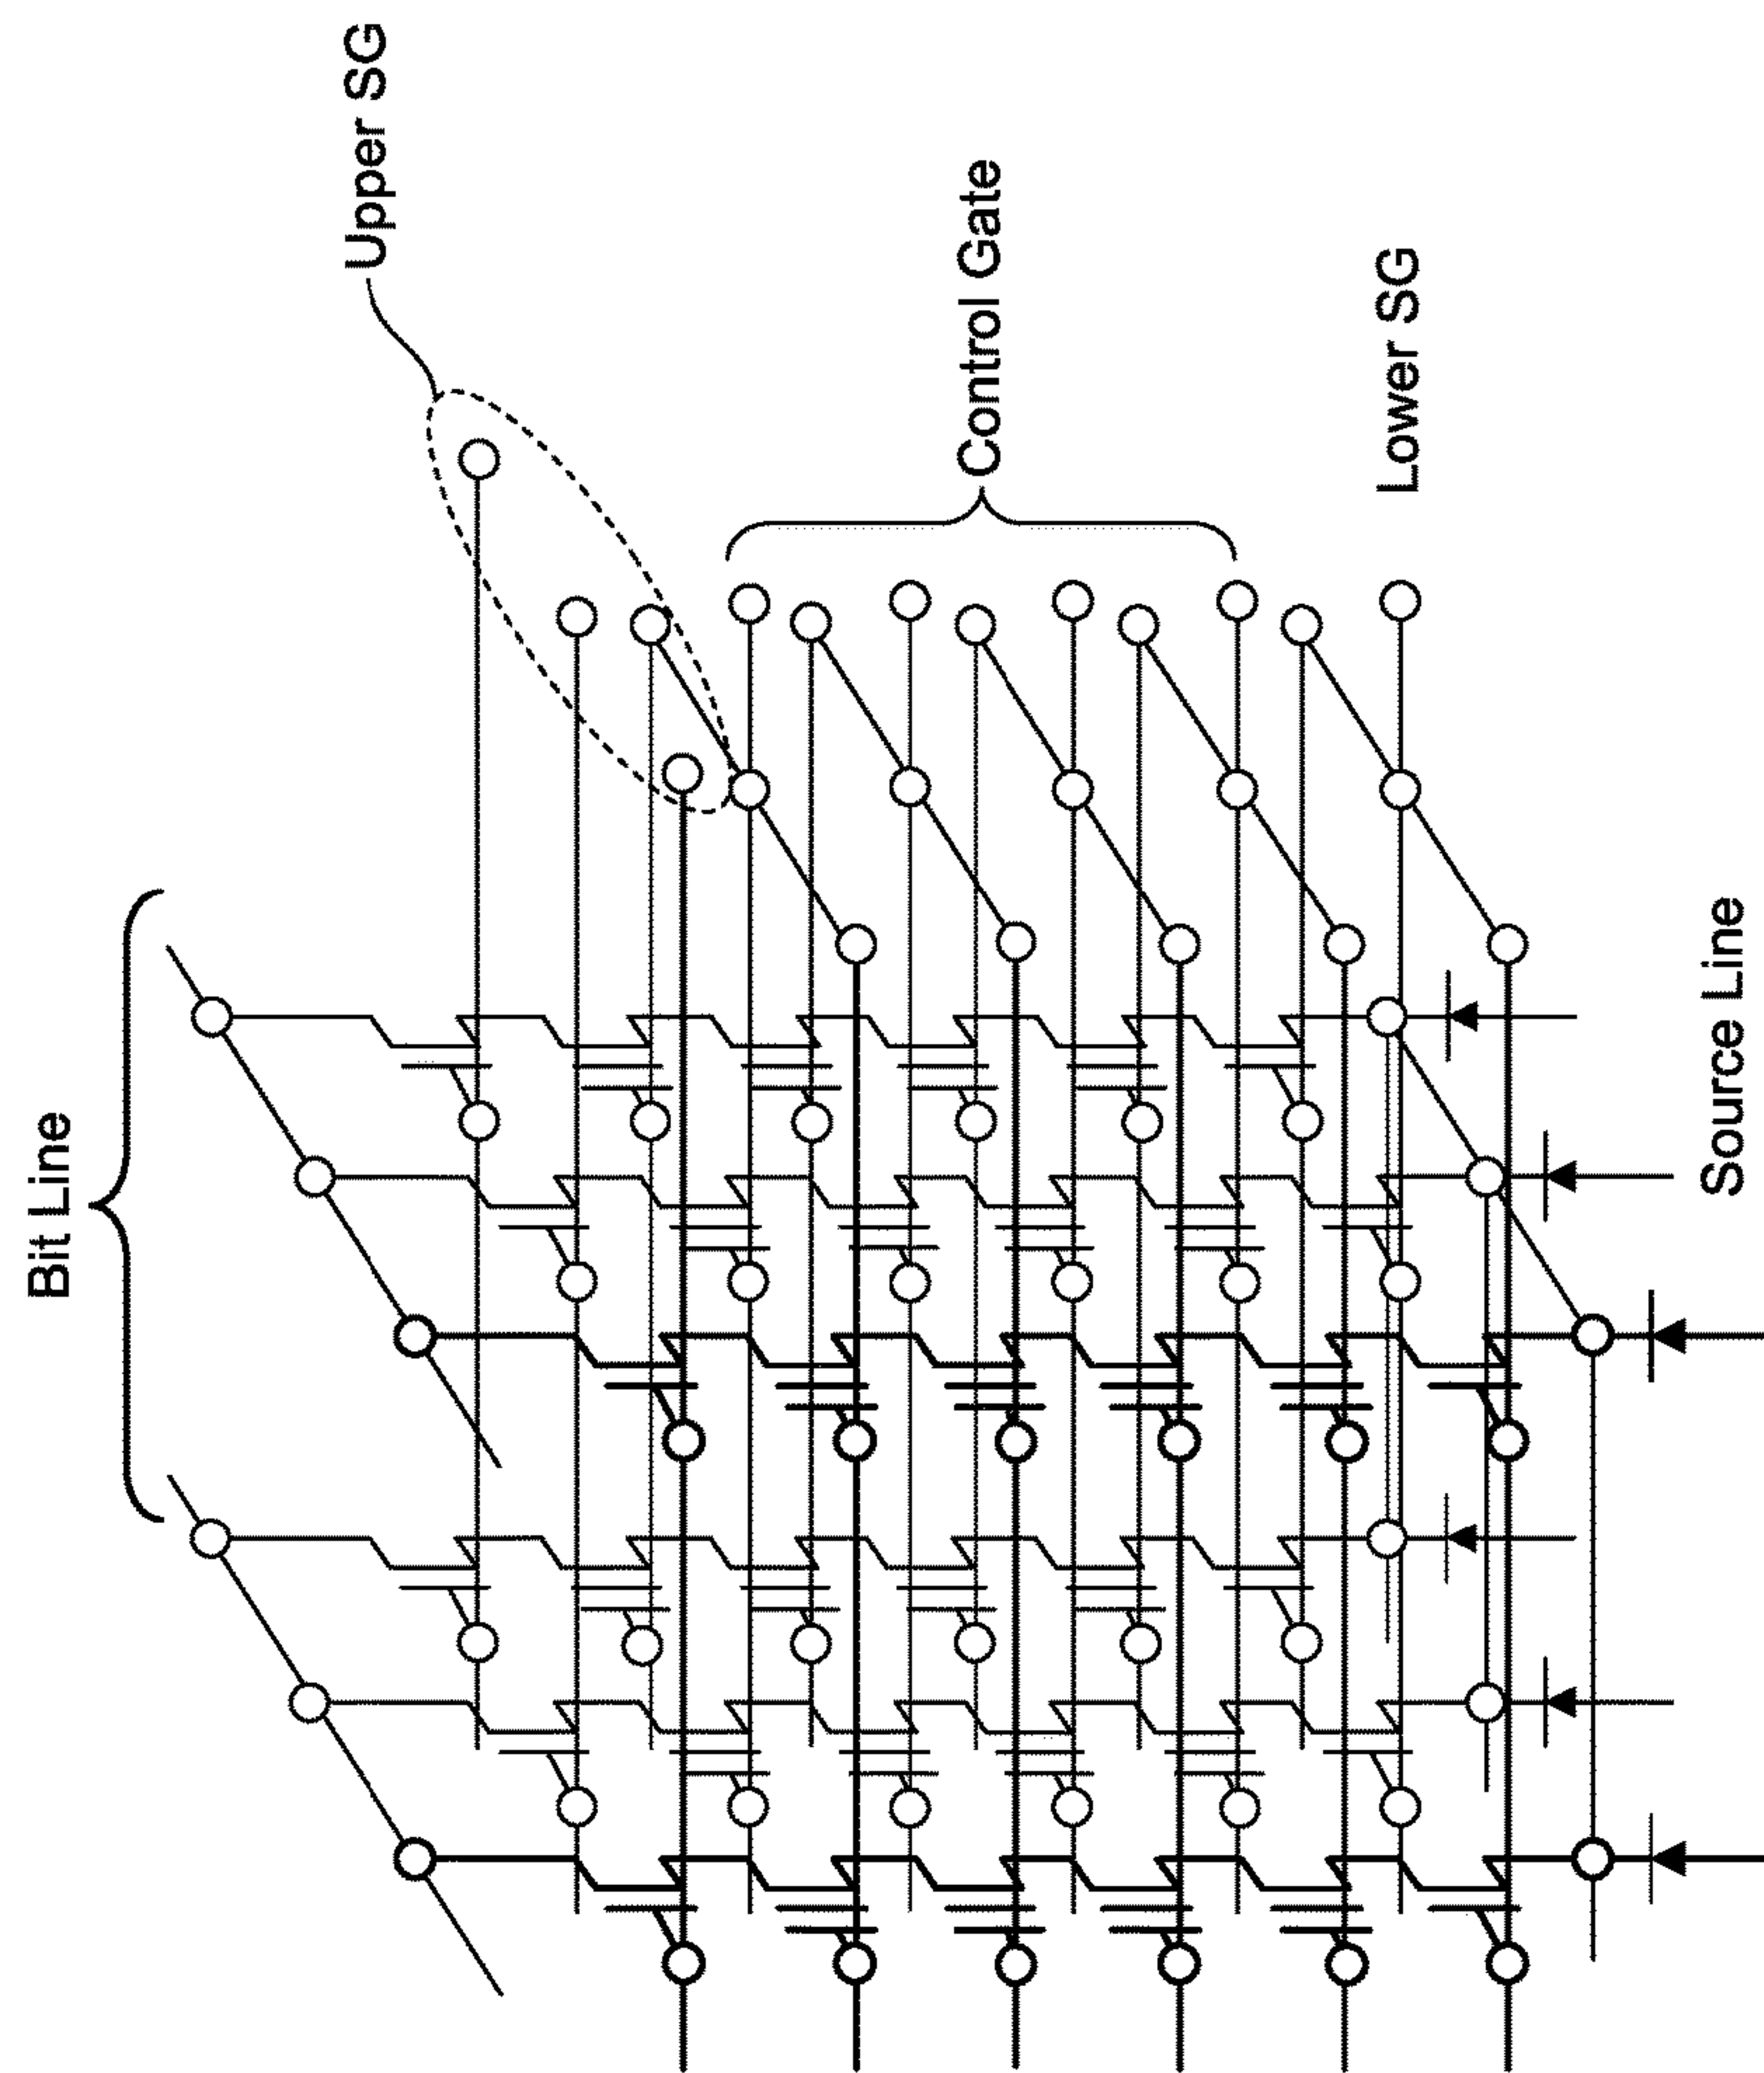 Bit Line
Upper SG
Control Gate
Lower SG
Source Line